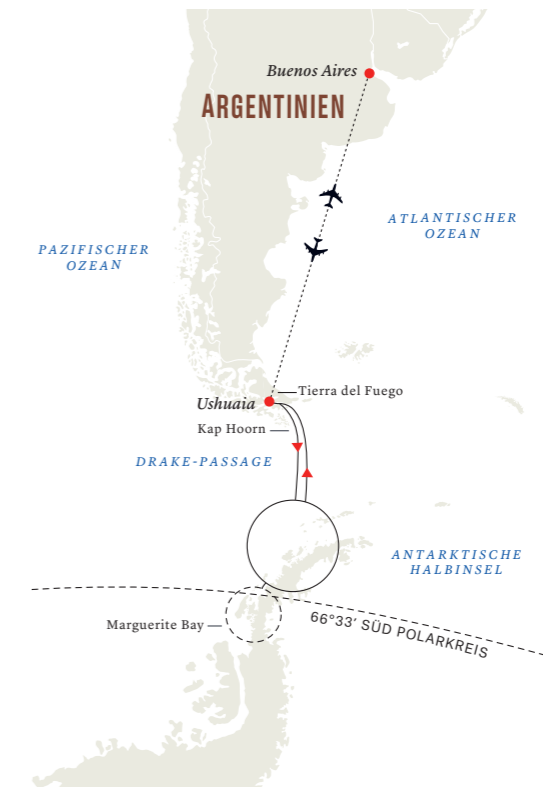 Buenos Aires
ARGENTINIEN
ATLANTISCHER
OZEAN
PAZIFISCHER
OZEAN
Tierra del Fuego
Ushuaia
Kap Hoorn
DRAKE-PASSAGE
ANTARKTISCHE
HALBINSEL
Marguerite Bay
66°33′ SÜD POLARKREIS